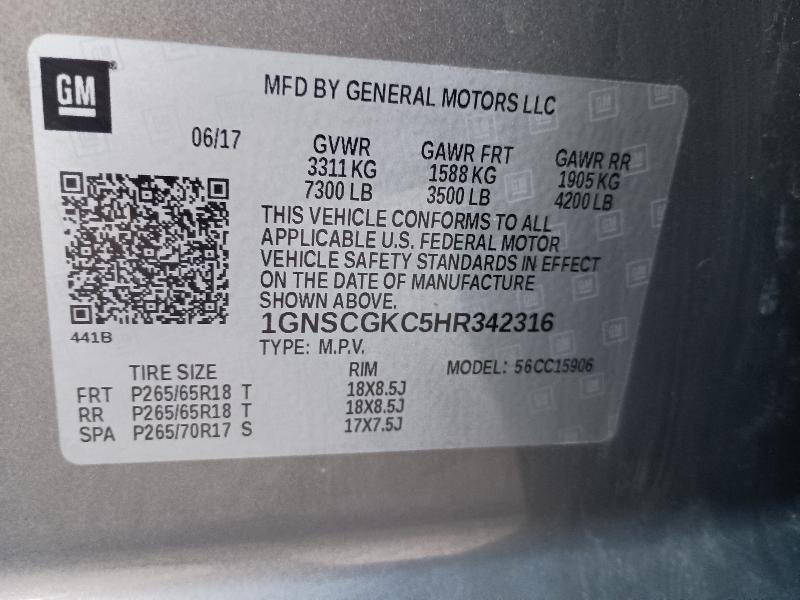 GM
MFD BY GENERAL MOTORS LLC
06/17 GVWR GAWR FRT GAWR RR
3311 KG 1588 KG 1905 KG
7300 LB 3500 LB 4200 LB
THIS VEHICLE CONFORMS TO ALL
APPLICABLE U.S. FEDERAL MOTOR
VEHICLE SAFETY STANDARDS IN EFFECT
ON THE DATE OF MANUFACTURE
SHOWN ABOVE.
1GNSCGKC5HR342316
441B
TYPE: M.P.V.
TIRE SIZE RIM MODEL: 56CC15906
FRT P265/65R18 T 18X8.5J
RR P265/65R18 T 18X8.5J
SPA P265/70R17 S 17X7.5J